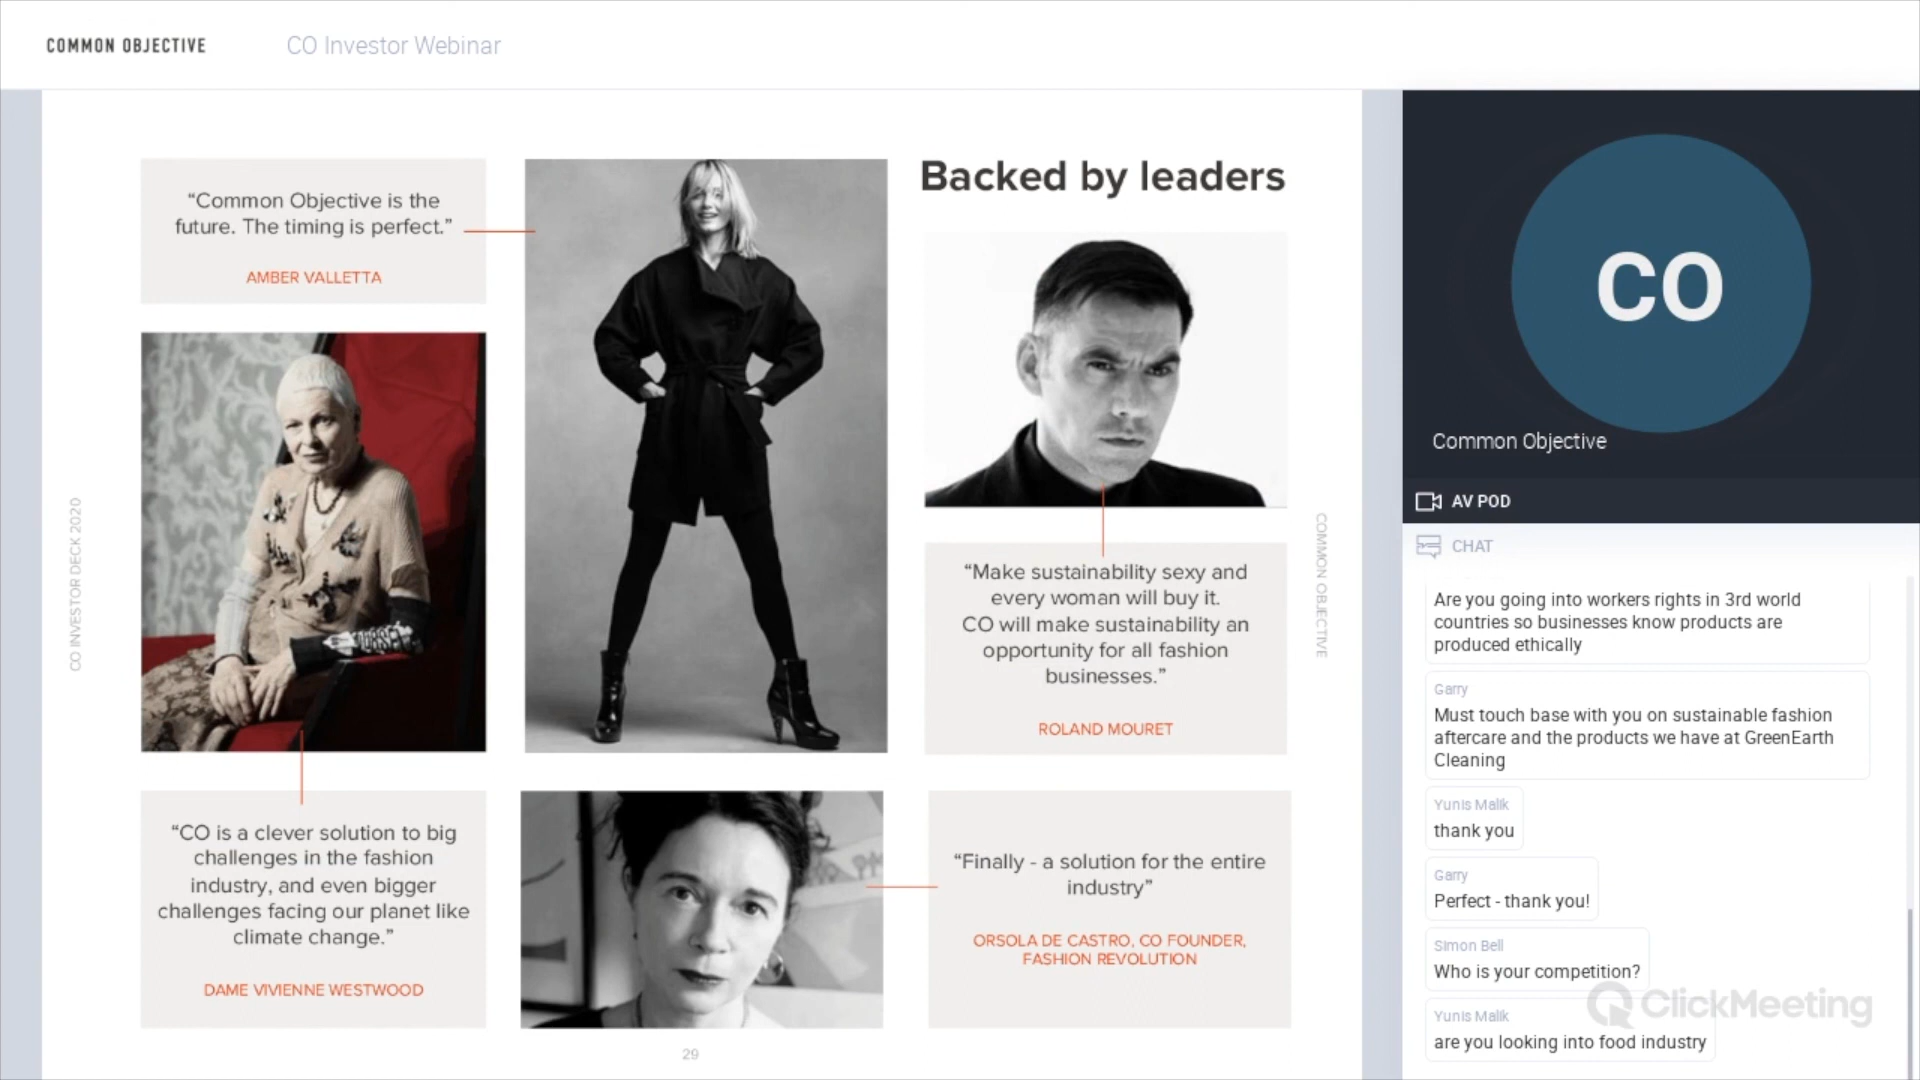 COMMON OBJECTIVE
CO Investor Webinar
“Common Objective is the
future. The timing is perfect.”
AMBER VALLETTA
Backed by leaders
“Make sustainability sexy and
every woman will buy it.
CO will make sustainability an
opportunity for all fashion
businesses.”
ROLAND MOURET
“CO is a clever solution to big
challenges in the fashion
industry, and even bigger
challenges facing our planet like
climate change.”
DAME VIVIENNE WESTWOOD
“Finally - a solution for the entire
industry”
ORSOLA DE CASTRO, CO FOUNDER,
FASHION REVOLUTION
CO INVESTOR DECK 2020
COMMON OBJECTIVE
29
CO
Common Objective
AV POD
CHAT
Are you going into workers rights in 3rd world
countries so businesses know products are
produced ethically
Garry
Must touch base with you on sustainable fashion
aftercare and the products we have at GreenEarth
Cleaning
Yunis Malik
thank you
Garry
Perfect - thank you!
Simon Bell
Who is your competition?
Yunis Malik
are you looking into food industry
ClickMeeting